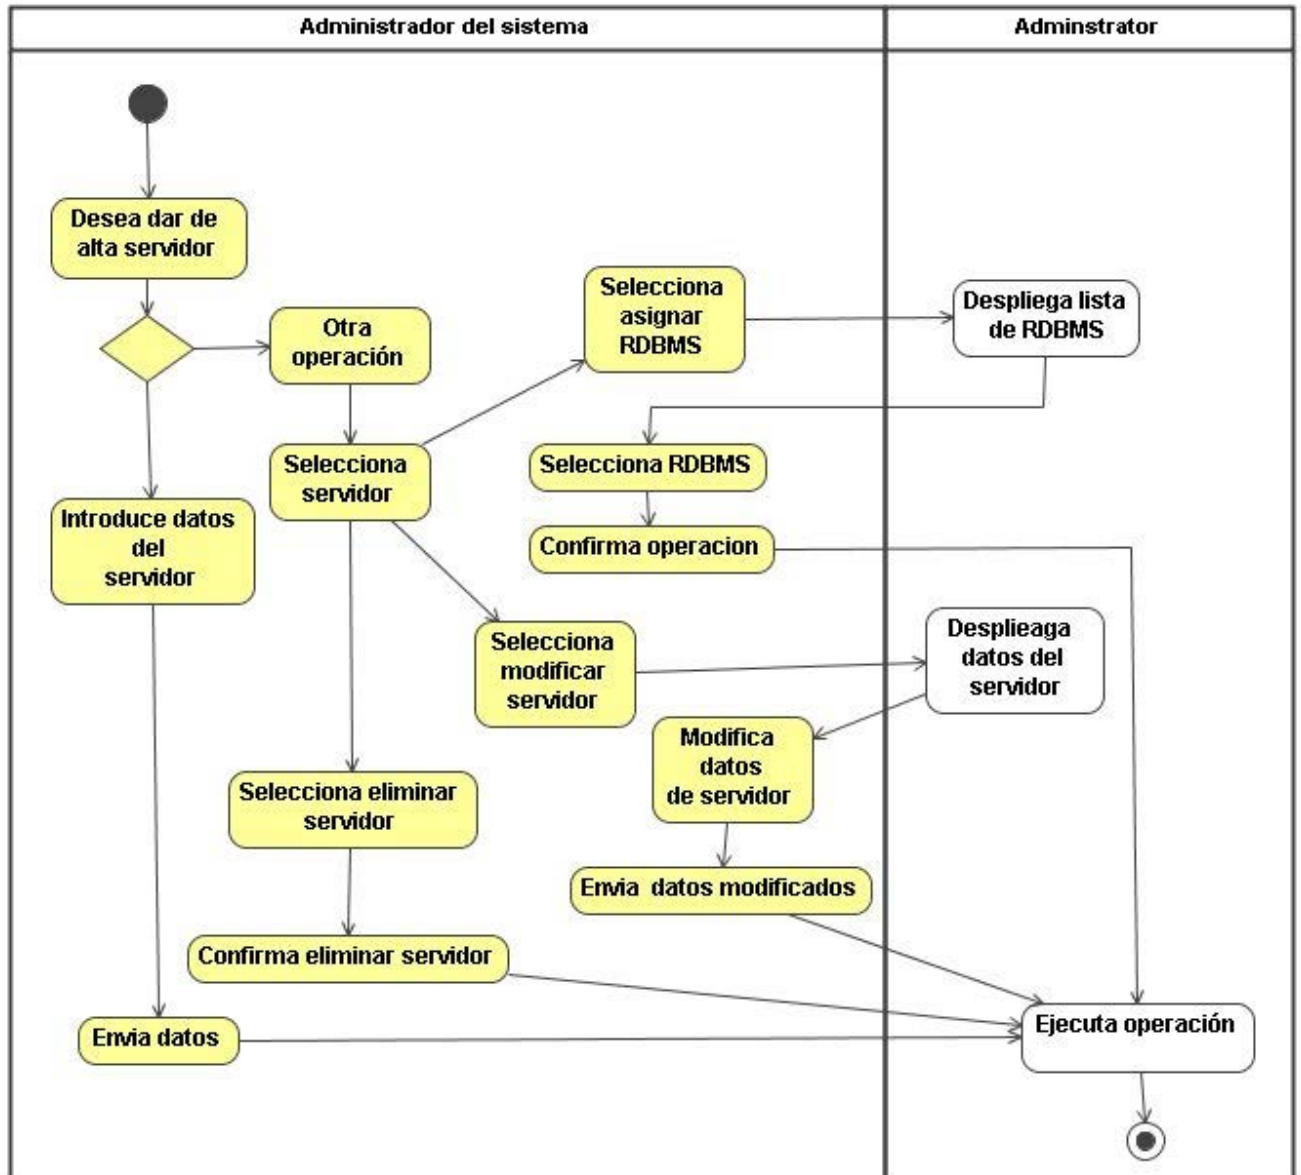 Administrador del sistema
Adminstrator
Desea dar de
alta servidor
Otra
operación
Selecciona
asignar
RDBMS
Despliega lista
de RDBMS
Selecciona
servidor
Selecciona RDBMS
Introduce datos
del
servidor
Confirma operacion
Selecciona
modificar
servidor
Desplieaga
datos del
servidor
Modifica
datos
de servidor
Selecciona eliminar
servidor
Envia datos modificados
Confirma eliminar servidor
Envia datos
Ejecuta operación